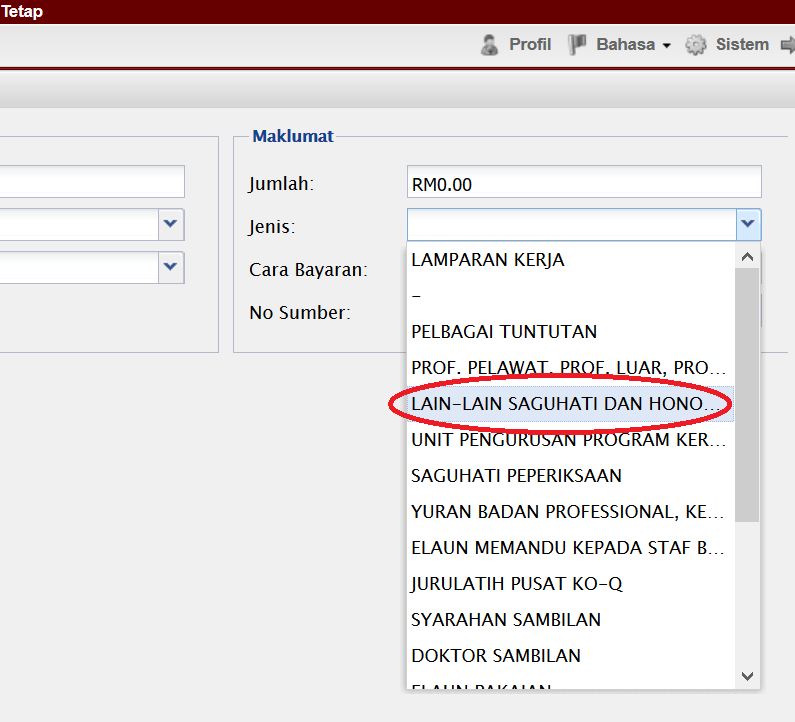 Tetap
Profil Bahasa Sistem
Maklumat
Jumlah: RM0.00
Jenis:
Cara Bayaran:
No Sumber:
LAMPARAN KERJA
–
PELBAGAI TUNTUTAN
PROF. PELAWAT. PROF. LUAR, PRO...
LAIN-LAIN SAGUHATI DAN HONO...
UNIT PENGURUSAN PROGRAM KER...
SAGUHATI PEPERIKSAAN
YURAN BADAN PROFESSIONAL, KE...
ELAUN MEMANDU KEPADA STAF B...
JURULATIH PUSAT KO-Q
SYARAHAN SAMBILAN
DOKTOR SAMBILAN
ELAUN PAKAIAN